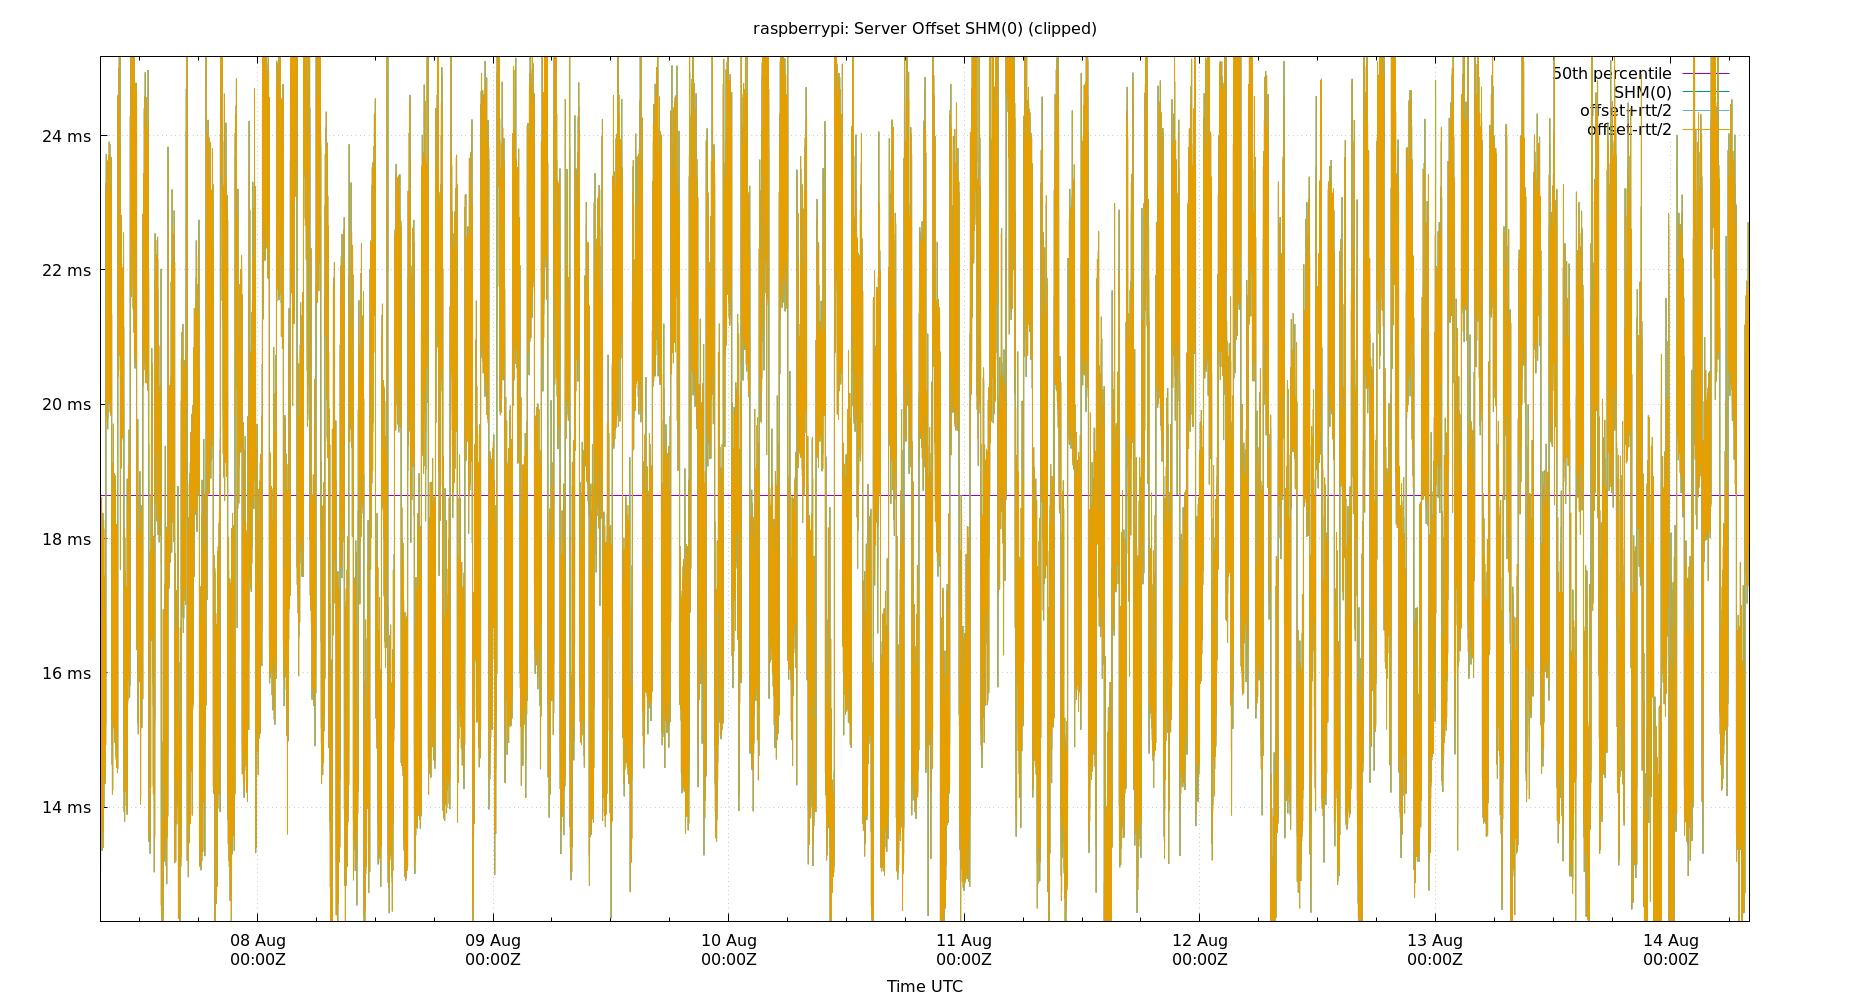 raspberrypi: Server Offset SHM(0) (clipped)
50th percentile
SHM(0)
offset+rtt/2
offset-rtt/2
24 ms
22 ms
20 ms
18 ms
16 ms
14 ms
08 Aug 09 Aug 10 Aug 11 Aug 12 Aug 13 Aug 14 Aug
00:00Z 00:00Z 00:00Z 00:00Z 00:00Z 00:00Z 00:00Z
Time UTC